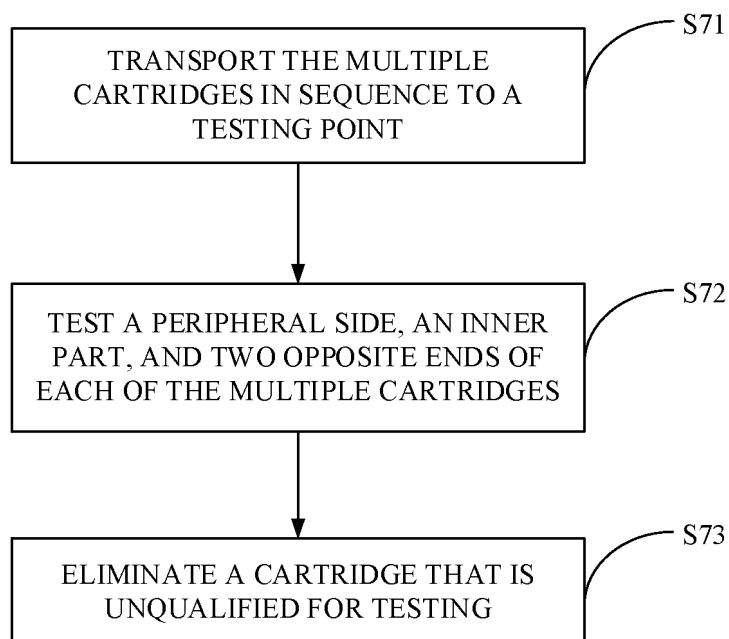 S71
TRANSPORT THE MULTIPLE
CARTRIDGES IN SEQUENCE TO A
TESTING POINT
S72
TEST A PERIPHERAL SIDE, AN INNER
PART, AND TWO OPPOSITE ENDS OF
EACH OF THE MULTIPLE CARTRIDGES
S73
ELIMINATE A CARTRIDGE THAT IS
UNQUALIFIED FOR TESTING